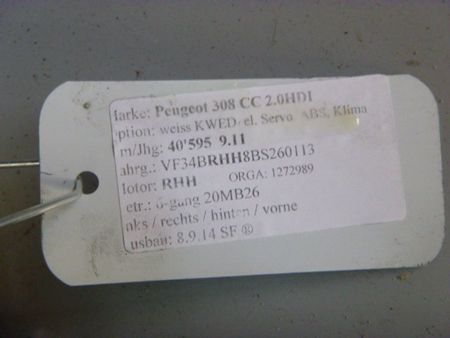 larke: Peugeot 308 CC 2.0HDI
ption: weiss KWED el. Servo ABS, Klima
m/Jhg: 40'595 9.11
ahrg.: VF34BRHH8BS260113
lotor: RHH ORGA: 1272989
etr.: 6-gang 20MB26
nks / rechts / hinten / vorne
usbau: 8.9.14 SF ®